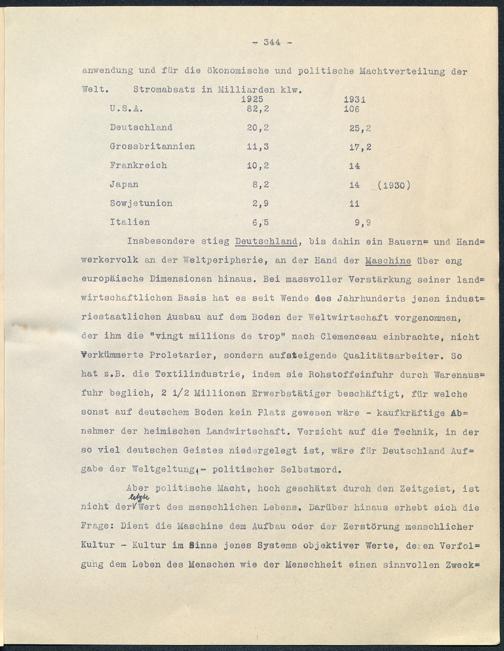 - 344 -
anwendung und für die ökonomische und politische Machtverteilung der
Welt. Stromabsatz in Milliarden klw.
1925 1931
U.S.A. 82,2 106
Deutschland 20,2 25,2
Grossbritannien 11,3 17,2
Frankreich 10,2 14
Japan 8,2 14 (1930)
Sowjetunion 2,9 11
Italien 6,5 9,9
Insbesondere stieg Deutschland, bis dahin ein Bauern= und Hand=
werkervolk an der Weltperipherie, an der Hand der Maschine über eng
europäische Dimensionen hinaus. Bei massvoller Verstärkung seiner land=
wirtschaftlichen Basis hat es seit Wende des Jahrhunderts jenen indust=
riestaatlichen Ausbau auf dem Boden der Weltwirtschaft vorgenommen,
der ihm die "vingt millions de trop" nach Clemenceau einbrachte, nicht
verkümmerte Proletarier, sondern aufsteigende Qualitätsarbeiter. So
hat z.B. die Textilindustrie, indem sie Rohstoffeinfuhr durch Warenaus=
fuhr beglich, 2 1/2 Millionen Erwerbstätiger beschäftigt, für welche
sonst auf deutschem Boden kein Platz gewesen wäre - kaufkräftige Ab=
nehmer der heimischen Landwirtschaft. Verzicht auf die Technik, in der
so viel deutschen Geistes niedergelegt ist, wäre für Deutschland Auf=
gabe der Weltgeltung,- politischer Selbstmord.
Aber politische Macht, hoch geschätzt durch den Zeitgeist, ist
nicht der letzte Wert des menschlichen Lebens. Darüber hinaus erhebt sich die
Frage: Dient die Maschine dem Aufbau oder der Zerstörung menschlicher
Kultur - Kultur im Sinne jenes Systems objektiver Werte, deren Verfol=
gung dem Leben des Menschen wie der Menschheit einen sinnvollen Zweck=